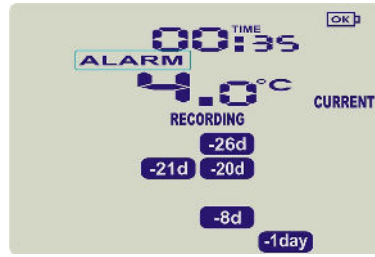 OK
TIME
00:35
ALARM
4.0°C
CURRENT
RECORDING
-26d
-21d -20d
-8d
-1day